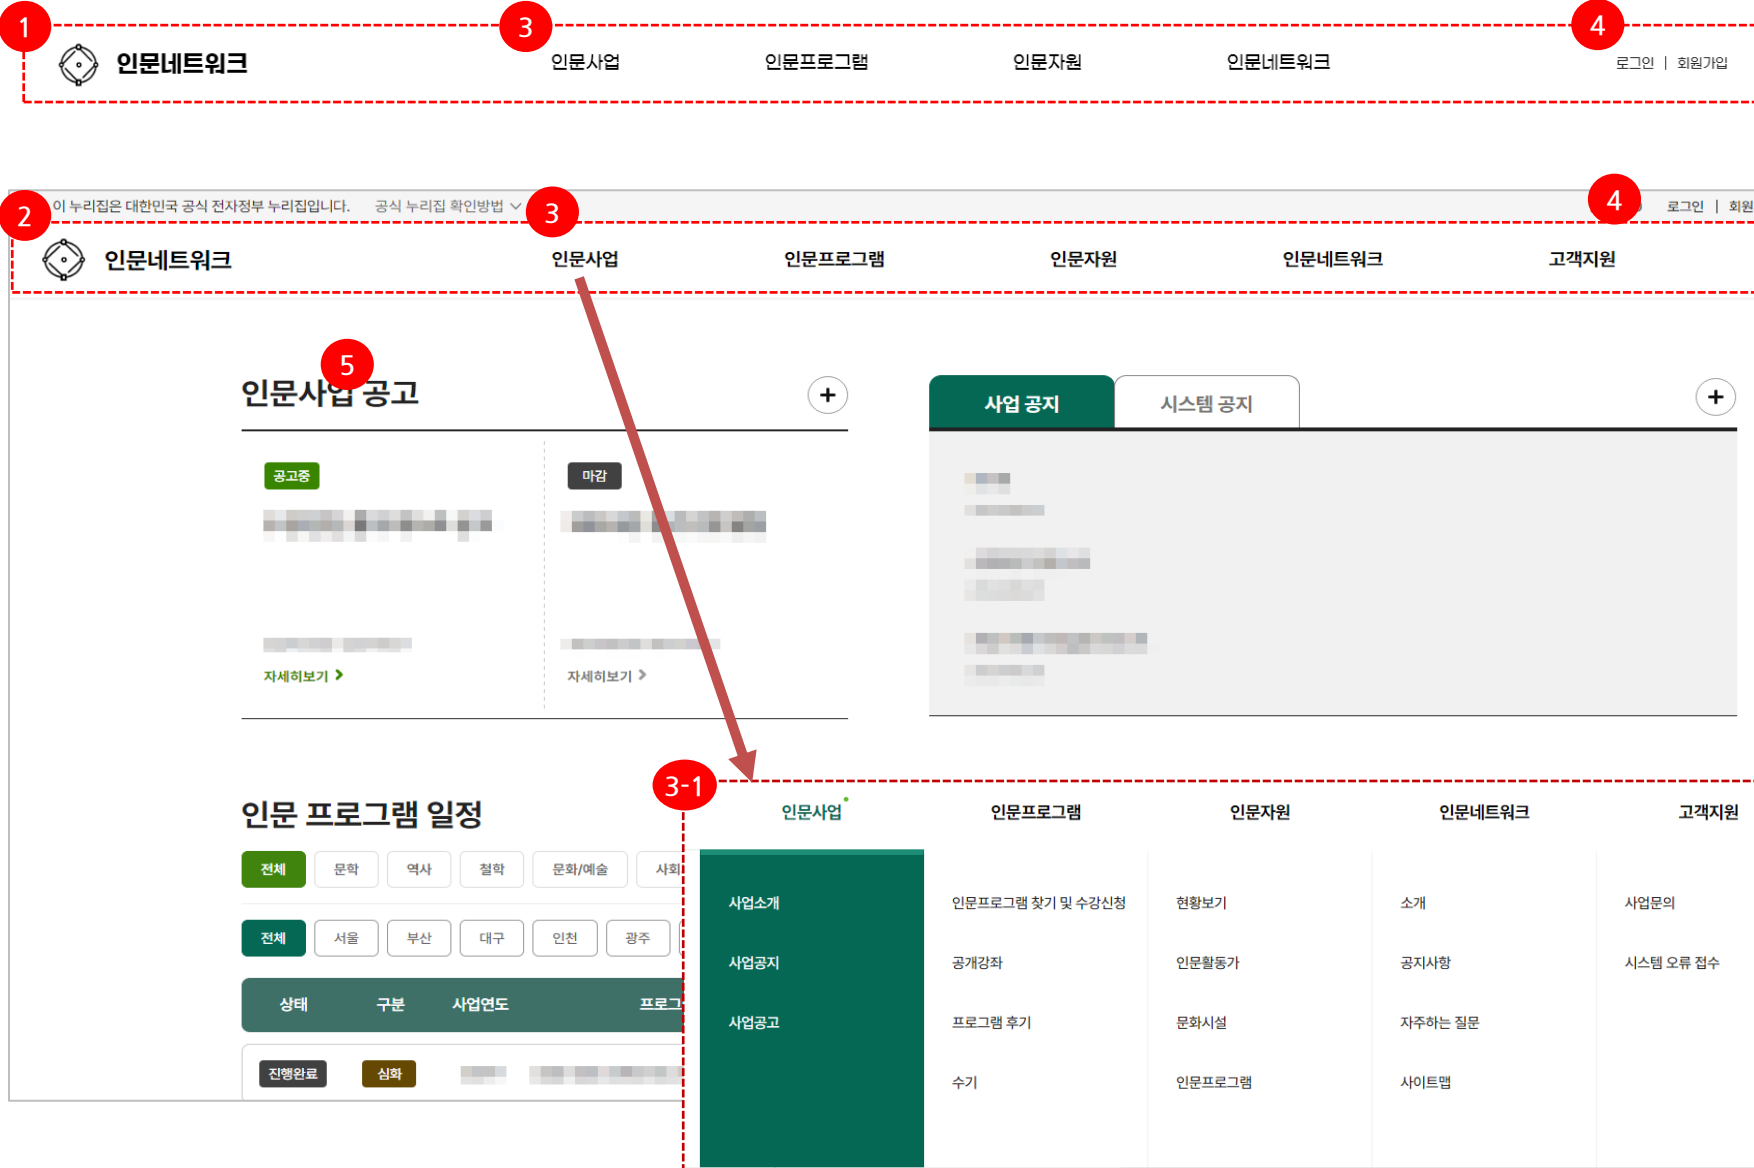 1 3 4
인문네트워크 인문사업 인문프로그램 인문자원 인문네트워크 로그인 | 회원가입
2 이 누리집은 대한민국 공식 전자정부 누리집입니다. 공식 누리집 확인방법 3 4 로그인 | 회원
인문네트워크 인문사업 인문프로그램 인문자원 인문네트워크 고객지원
5
인문사업 공고 + 사업 공지 시스템 공지 +
공고중 마감
자세히보기 자세히보기
3-1
인문 프로그램 일정 인문사업 인문프로그램 인문자원 인문네트워크 고객지원
전체 문학 역사 철학 문화/예술 사회
사업소개 인문프로그램 찾기 및 수강신청 현황보기 소개 사업문의
전체 서울 부산 대구 인천 광주
사업공지 공개강좌 인문활동가 공지사항 시스템 오류 접수
상태 구분 사업연도 프로그
사업공고 프로그램 후기 문화시설 자주하는 질문
진행완료 심화
수기 인문프로그램 사이트맵